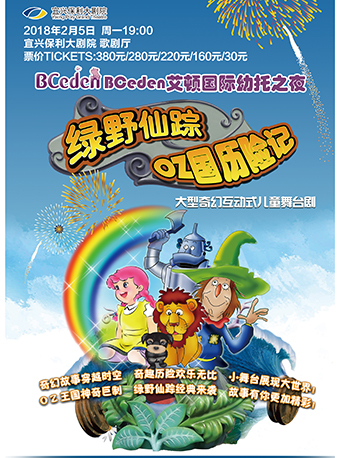 宜兴保利大剧院
2018年2月5日 周一19:00
宜兴保利大剧院 歌剧厅
票价TICKETS:380元/280元/220元/160元/30元
BCeden BCeden艾顿国际幼托之夜
绿野仙踪
OZ国历险记
大型奇幻互动式儿童舞台剧
奇幻故事穿越时空 奇趣历险欢乐无比 小舞台展现大世界!
OZ王国神奇巨制 绿野仙踪经典来袭 故事有你更加精彩!